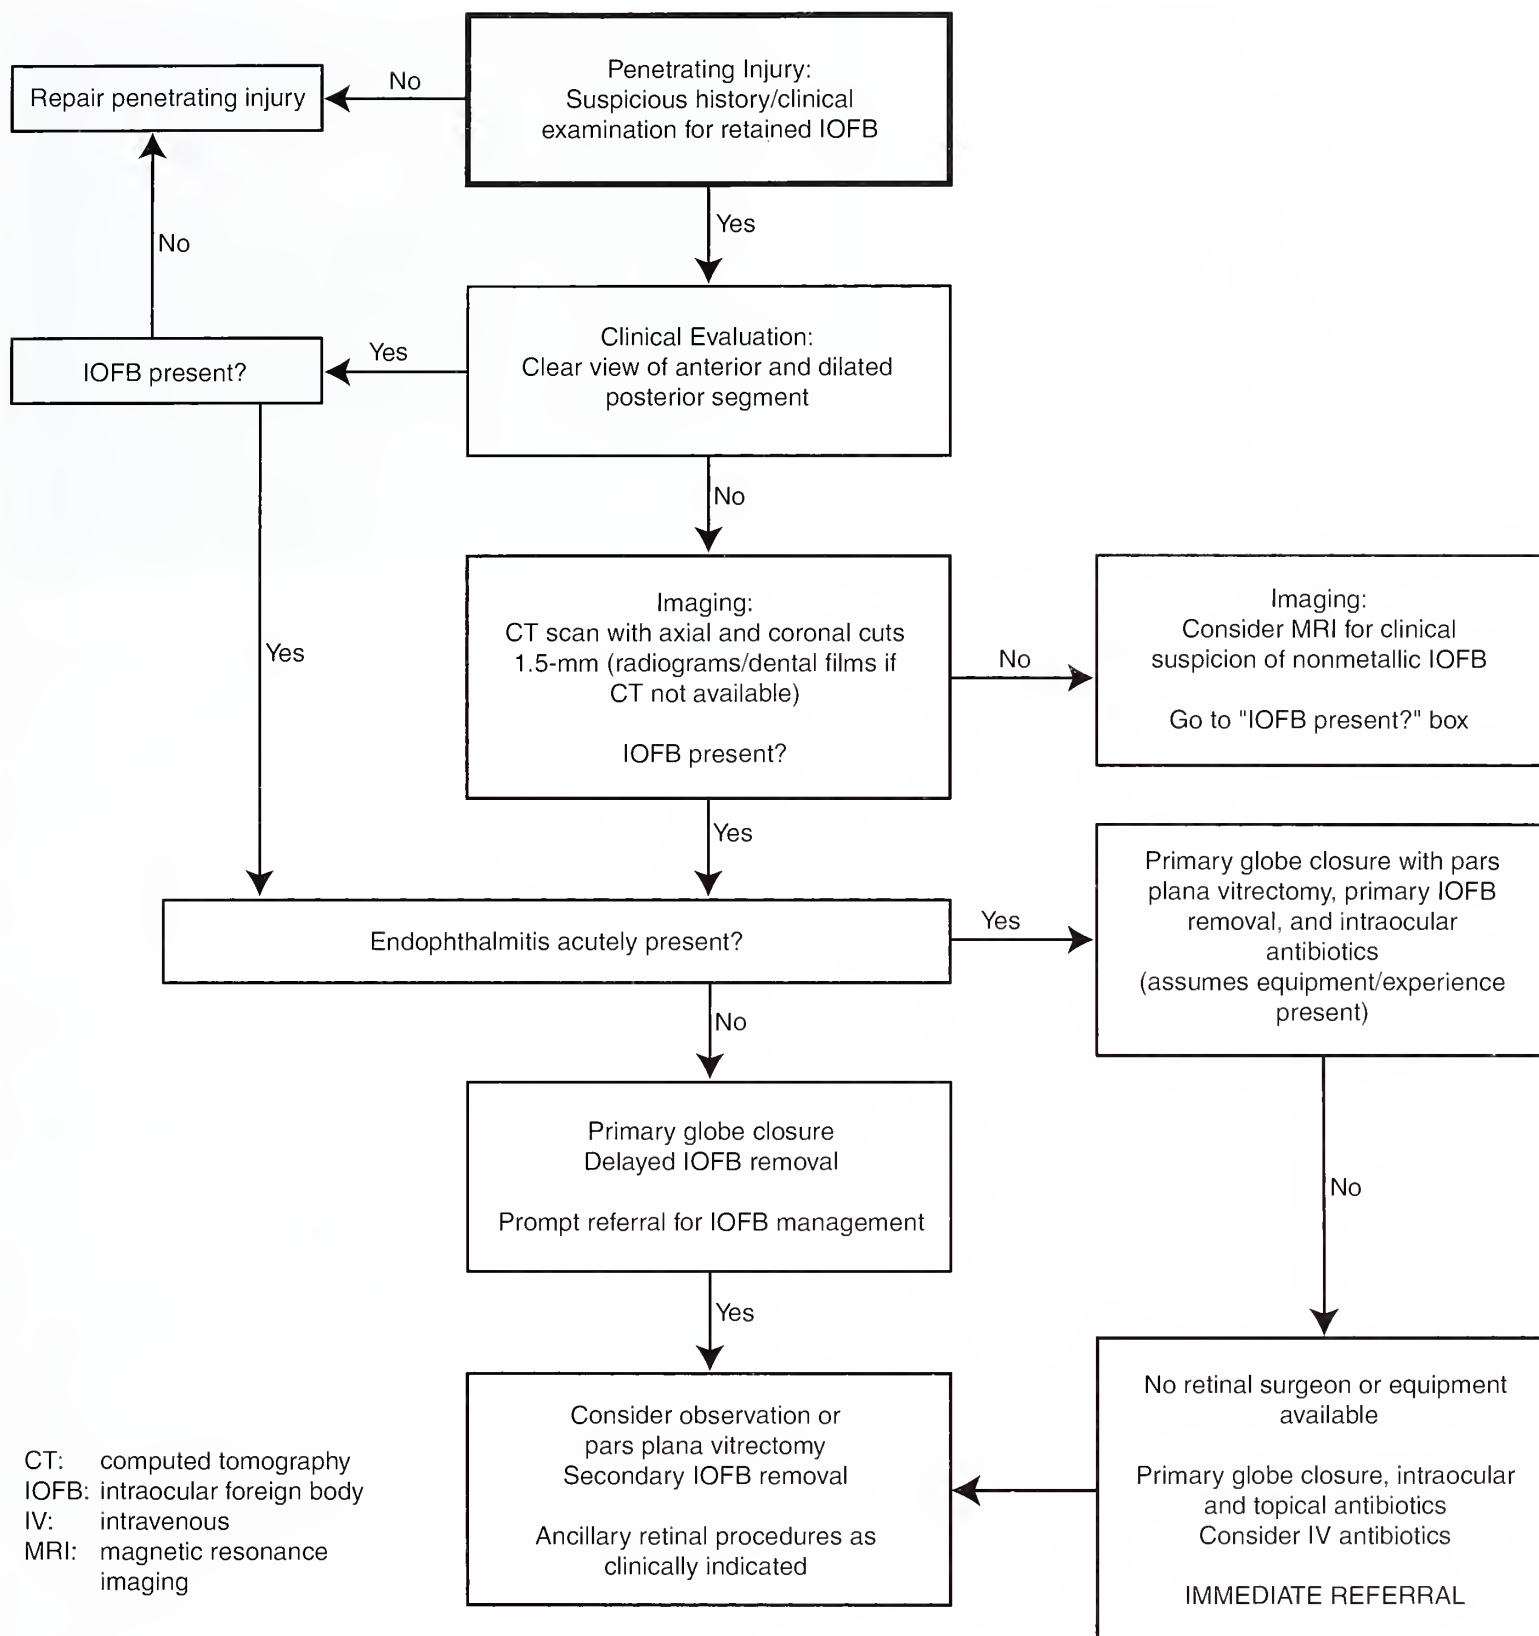 Penetrating Injury:
Suspicious history/clinical
examination for retained IOFB
No
Repair penetrating injury
Yes
No
Clinical Evaluation:
Clear view of anterior and dilated
posterior segment
Yes
IOFB present?
No
Yes
Imaging:
CT scan with axial and coronal cuts
1.5-mm (radiograms/dental films if
CT not available)
IOFB present?
No
Imaging:
Consider MRI for clinical
suspicion of nonmetallic IOFB
Go to "IOFB present?" box
Yes
Endophthalmitis acutely present?
Yes
Primary globe closure with pars
plana vitrectomy, primary IOFB
removal, and intraocular
antibiotics
(assumes equipment/experience
present)
No
Primary globe closure
Delayed IOFB removal
Prompt referral for IOFB management
No
Yes
Consider observation or
pars plana vitrectomy
Secondary IOFB removal
Ancillary retinal procedures as
clinically indicated
No retinal surgeon or equipment
available
Primary globe closure, intraocular
and topical antibiotics
Consider IV antibiotics
IMMEDIATE REFERRAL
CT: computed tomography
IOFB: intraocular foreign body
IV: intravenous
MRI: magnetic resonance
imaging